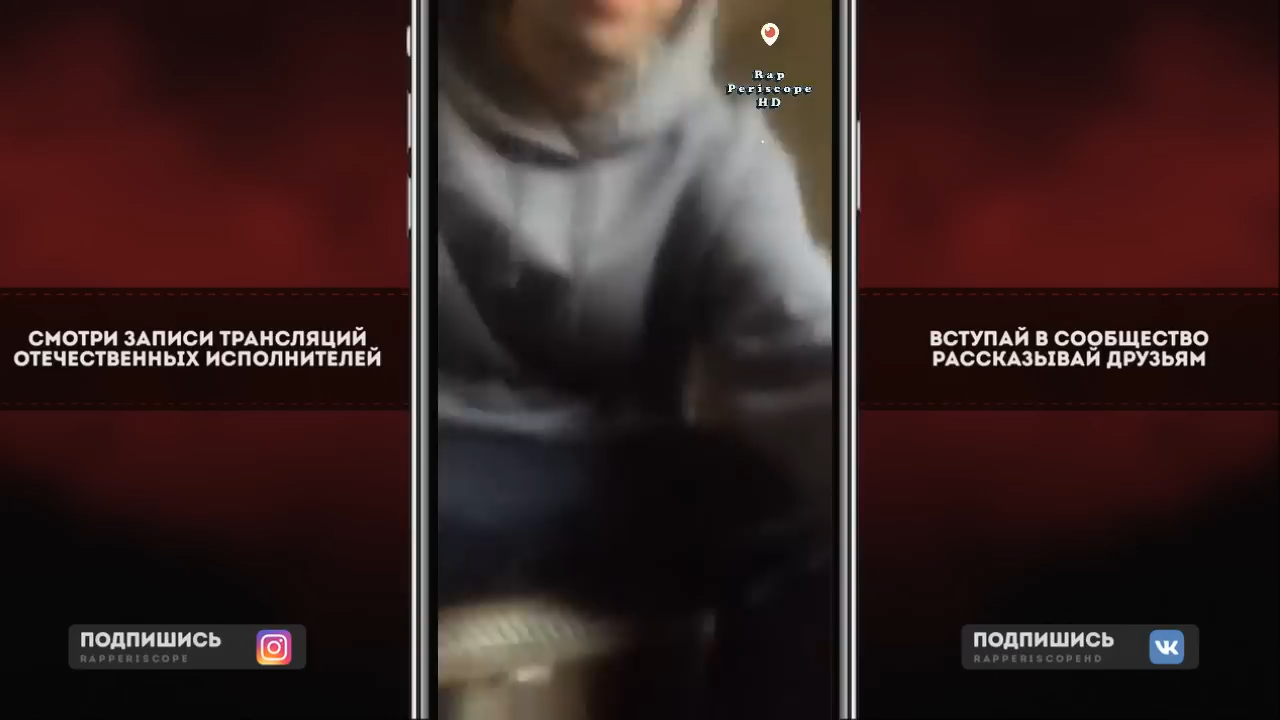 Rap
Periscope
HD
СМОТРИ ЗАПИСИ ТРАНСЛЯЦИЙ
ОТЕЧЕСТВЕННЫХ ИСПОЛНИТЕЛЕЙ
ВСТУПАЙ В СООБЩЕСТВО
РАССКАЗЫВАЙ ДРУЗЬЯМ
ПОДПИШИСЬ
RAPPERISCOPE
ПОДПИШИСЬ
RAPPERISCOPEHD